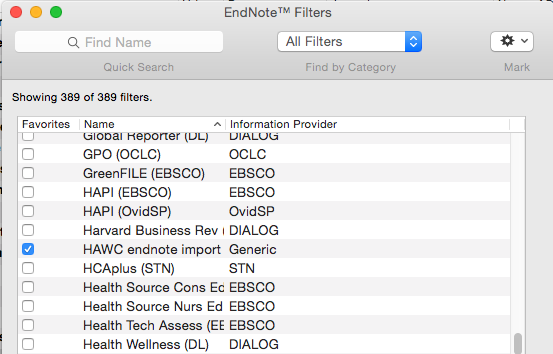 EndNote™ Filters
Find Name
All Filters
Quick Search Find by Category Mark
Showing 389 of 389 filters.
Favorites Name Information Provider
Global Reporter (DL) DIALOG
GPO (OCLC) OCLC
GreenFILE (EBSCO) EBSCO
HAPI (EBSCO) EBSCO
HAPI (OvidSP) OvidSP
Harvard Business Rev ( DIALOG
HAWC endnote import Generic
HCAplus (STN) STN
Health Source Cons Ed EBSCO
Health Source Nurs Ed EBSCO
Health Tech Assess (EE EBSCO
Health Wellness (DL) DIALOG